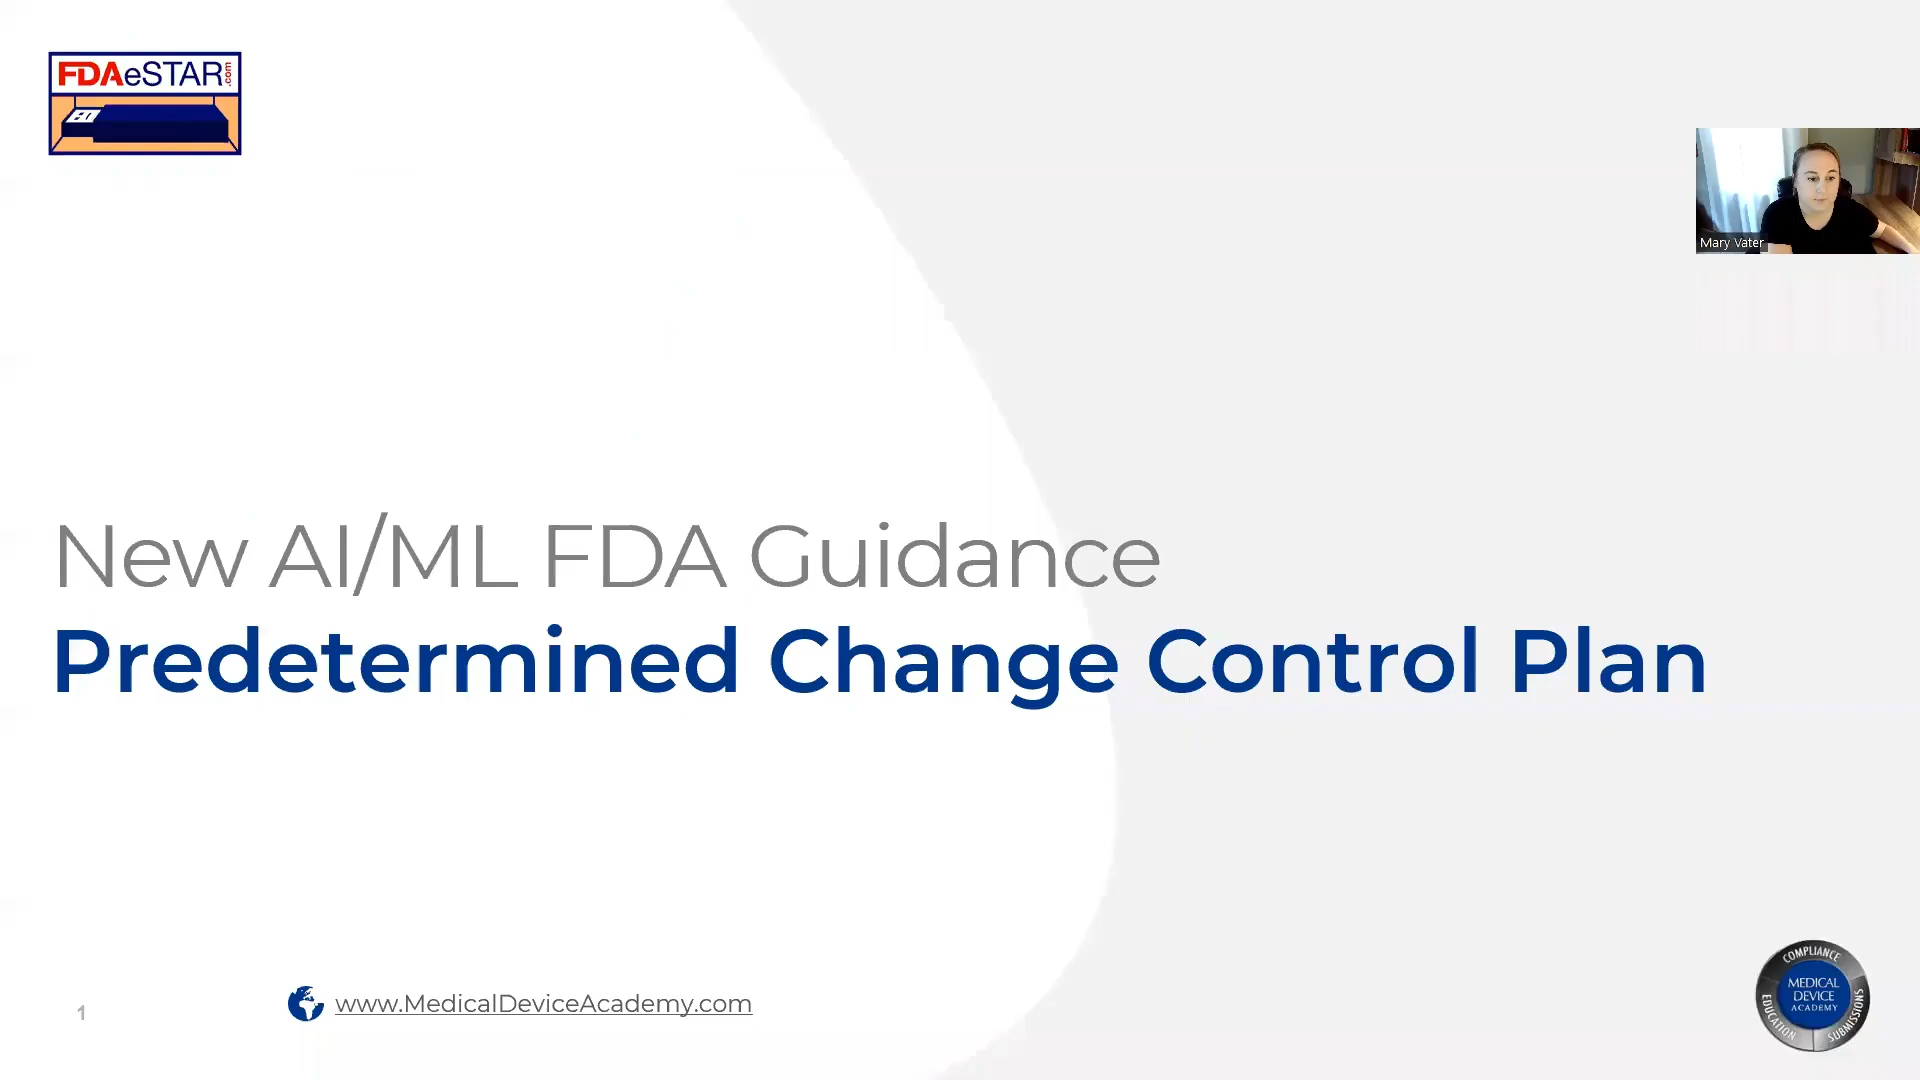 FDAeSTAR.com
Mary Vater
New AI/ML FDA Guidance
Predetermined Change Control Plan
1
www.MedicalDeviceAcademy.com
COMPLIANCE
MEDICAL
DEVICE
ACADEMY
EDUCATION
SUBMISSIONS